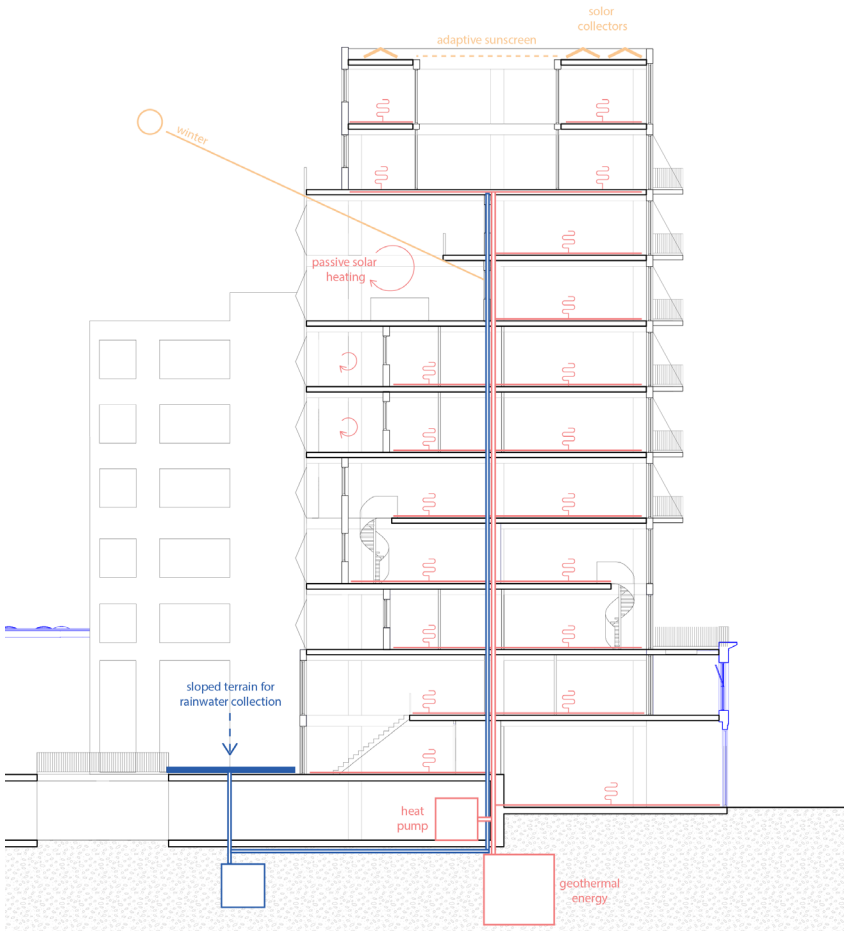 solor
collectors
adaptive sunscreen
winter
passive solar
heating
sloped terrain for
rainwater collection
heat
pump
geothermal
energy